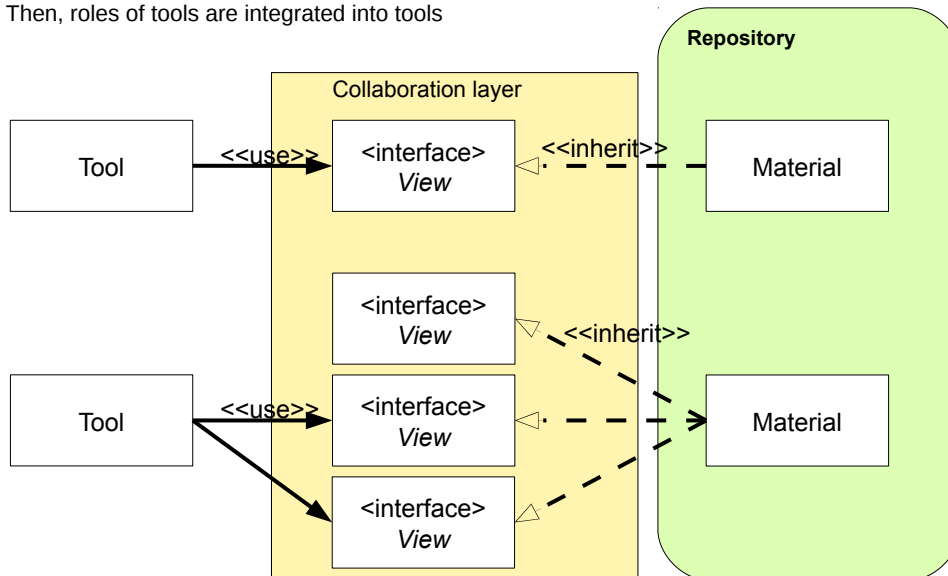 Then, roles of tools are integrated into tools
Repository
Collaboration layer
Tool
<<use>>
<interface>
View
<<inherit>>
Material
<interface>
View
<<inherit>>
Tool
<<use>>
<interface>
View
Material
<interface>
View